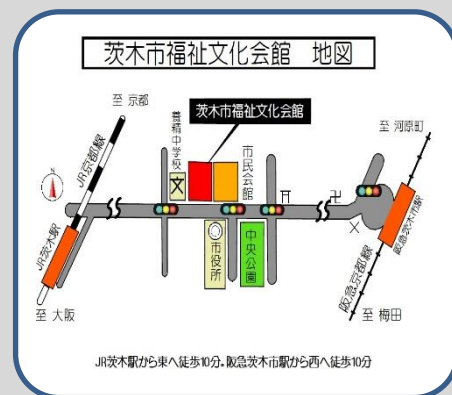 茨木市福祉文化会館 地図
至 京都
養精中学校
茨木市福祉文化会館
市民会館
至 河原町
JR京都線
N
文
JR茨木駅
市役所
中央公園
阪急京都線
阪急茨木市駅
至 大阪
至 梅田
JR茨木駅から東へ徒歩10分。阪急茨木市駅から西へ徒歩10分